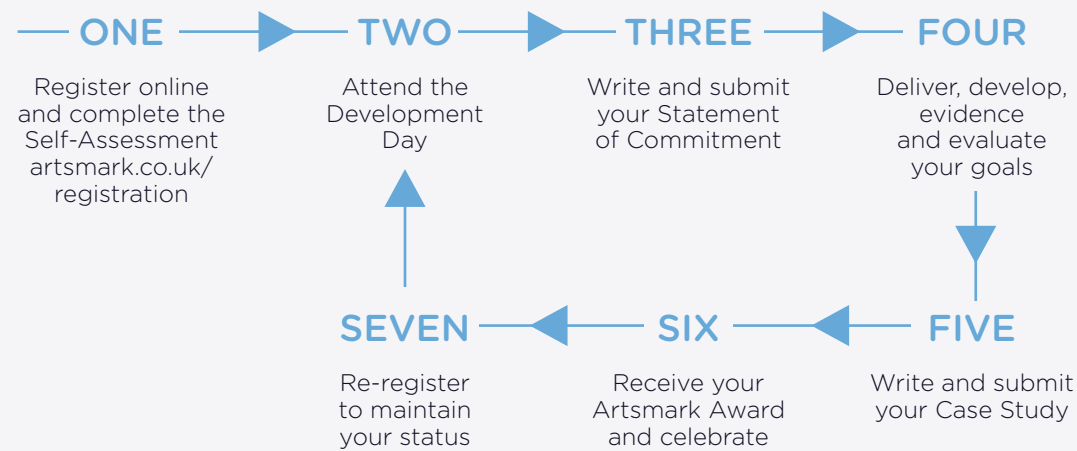 ONE
Register online
and complete the
Self-Assessment
artsmark.co.uk/
registration
TWO
Attend the
Development
Day
THREE
Write and submit
your Statement
of Commitment
FOUR
Deliver, develop,
evidence
and evaluate
your goals
FIVE
Write and submit
your Case Study
SIX
Receive your
Artsmark Award
and celebrate
SEVEN
Re-register
to maintain
your status